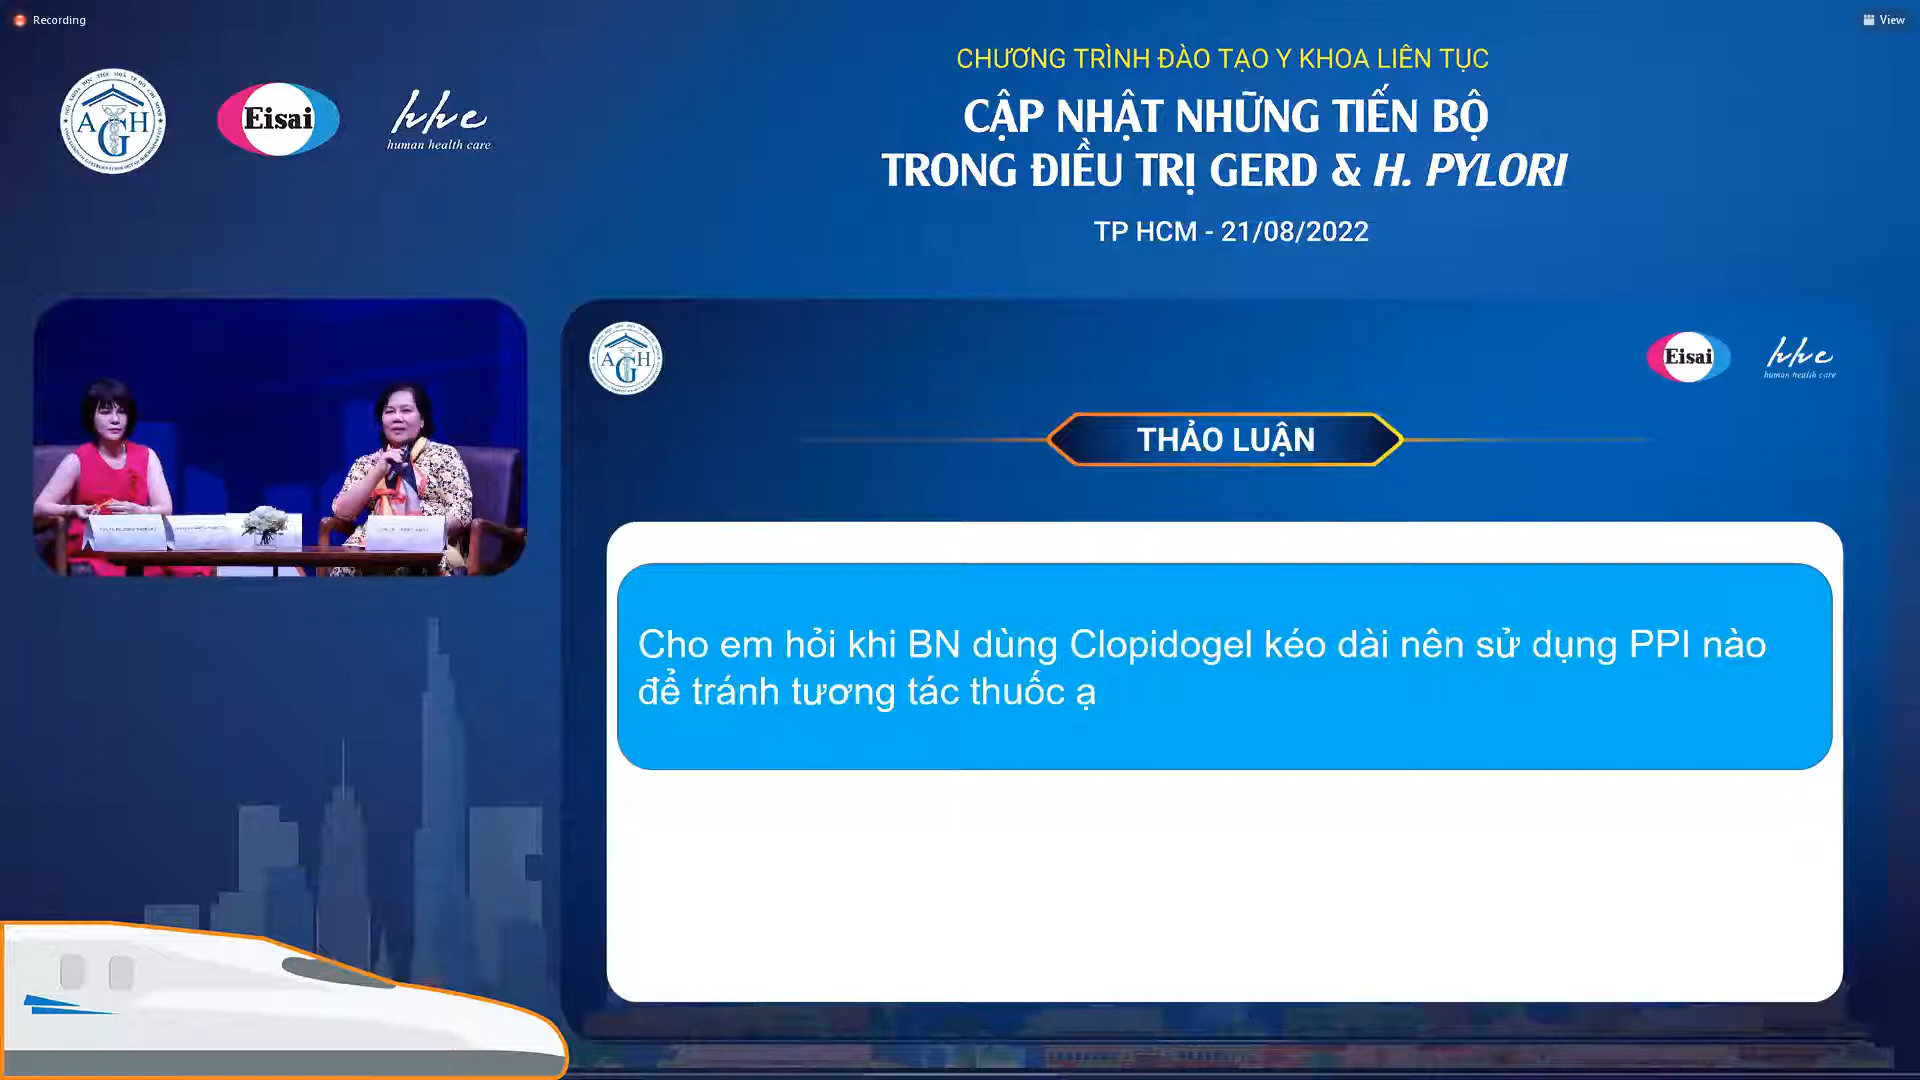 Recording
View
CHƯƠNG TRÌNH ĐÀO TẠO Y KHOA LIÊN TỤC
CẬP NHẬT NHỮNG TIẾN BỘ
TRONG ĐIỀU TRỊ GERD & H. PYLORI
TP HCM - 21/08/2022
AGH
Eisai
hhc
human health care
AGH
Eisai
hhc
human health care
THẢO LUẬN
Cho em hỏi khi BN dùng Clopidogel kéo dài nên sử dụng PPI nào
để tránh tương tác thuốc ạ